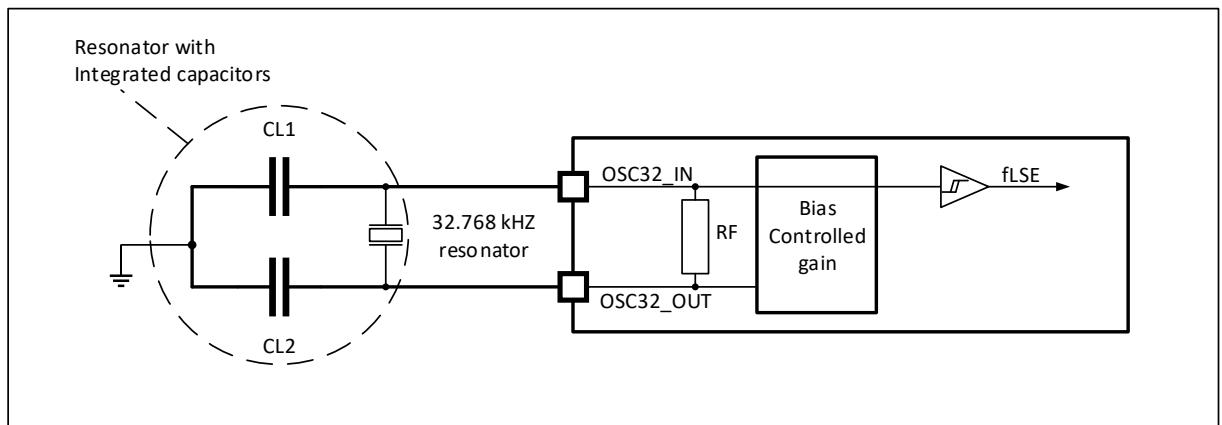 Resonator with
Integrated capacitors
CL1
OSC32_IN
fLSE
32.768 kHZ
resonator
RF
Bias
Controlled
gain
OSC32_OUT
CL2